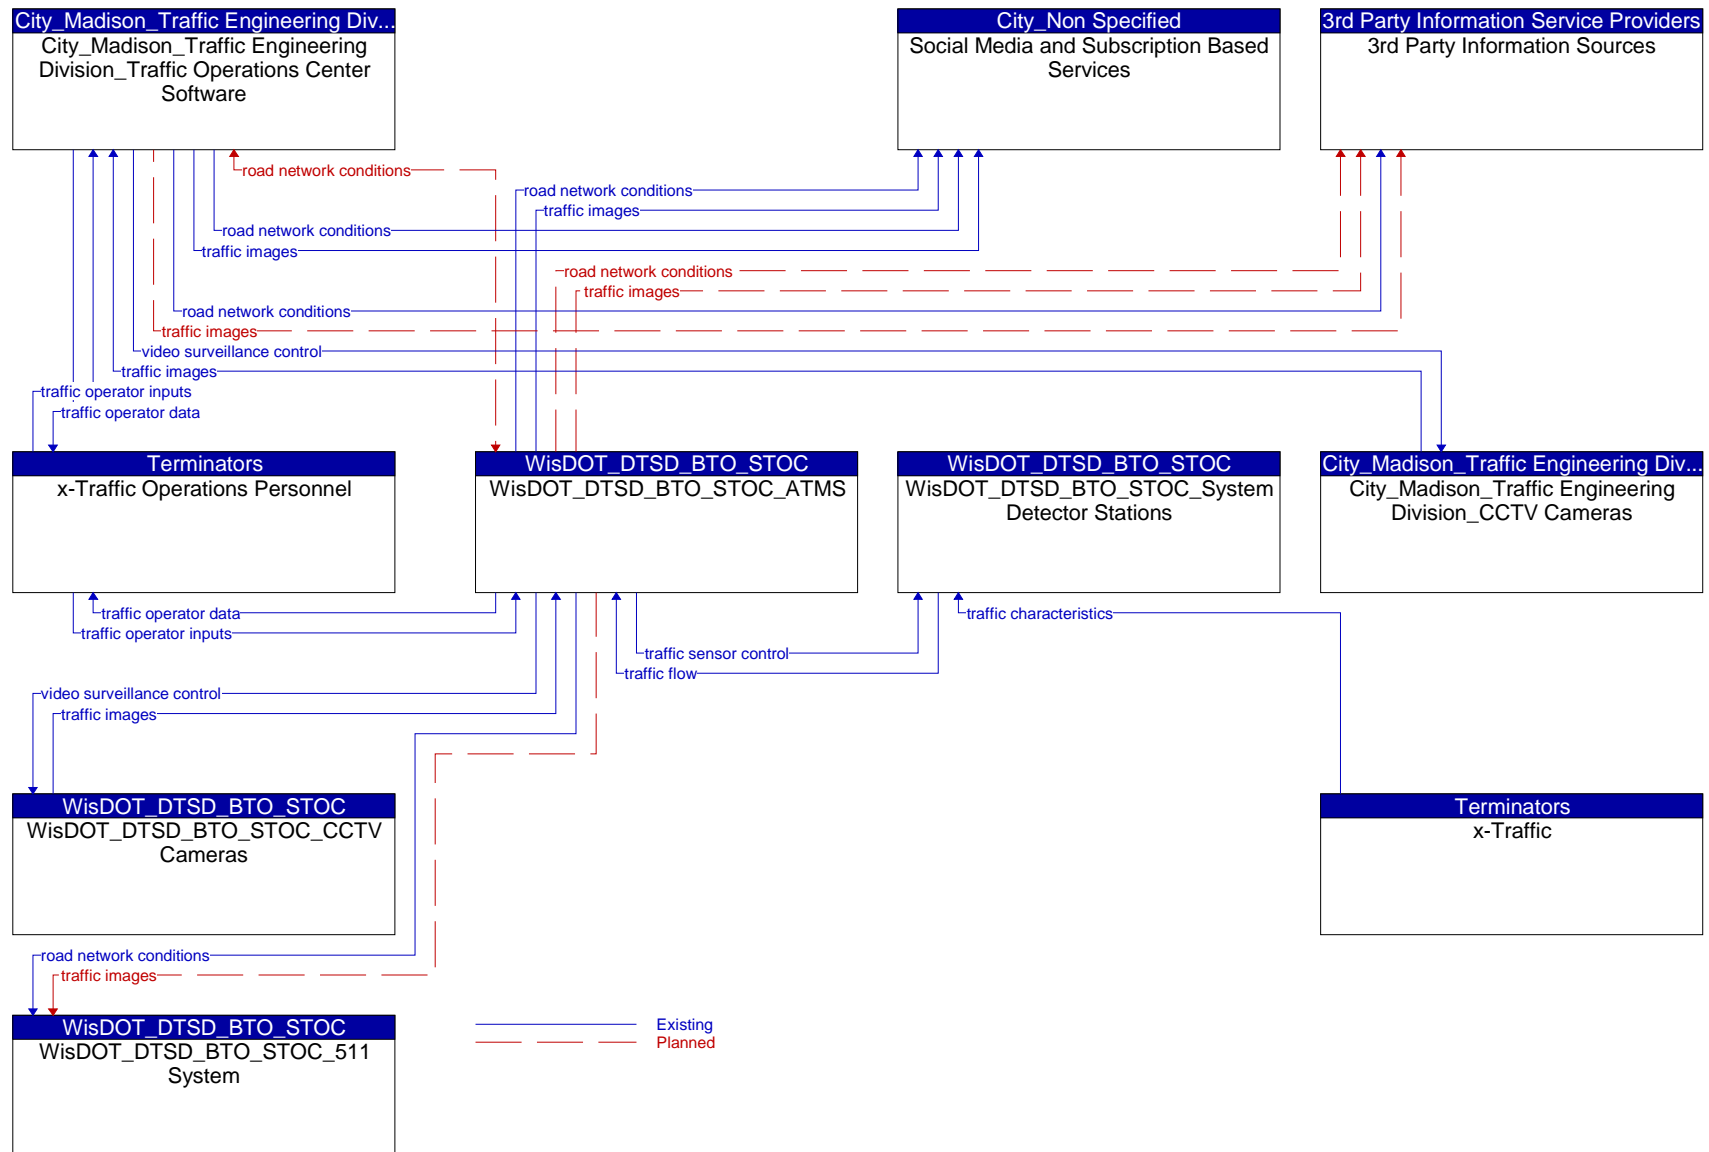 City_Madison_Traffic Engineering Div...
City_Madison_Traffic Engineering
Division_Traffic Operations Center
Software
City_Non Specified
Social Media and Subscription Based
Services
3rd Party Information Service Providers
3rd Party Information Sources
road network conditions
road network conditions
traffic images
road network conditions
traffic images
road network conditions
traffic images
road network conditions
traffic images
video surveillance control
traffic images
traffic operator inputs
traffic operator data
Terminators
x-Traffic Operations Personnel
WisDOT_DTSD_BTO_STOC
WisDOT_DTSD_BTO_STOC_ATMS
WisDOT_DTSD_BTO_STOC
WisDOT_DTSD_BTO_STOC_System
Detector Stations
City_Madison_Traffic Engineering Div...
City_Madison_Traffic Engineering
Division_CCTV Cameras
traffic operator data
traffic operator inputs
traffic characteristics
traffic sensor control
traffic flow
video surveillance control
traffic images
WisDOT_DTSD_BTO_STOC
WisDOT_DTSD_BTO_STOC_CCTV
Cameras
Terminators
x-Traffic
road network conditions
traffic images
WisDOT_DTSD_BTO_STOC
WisDOT_DTSD_BTO_STOC_511
System
Existing
Planned